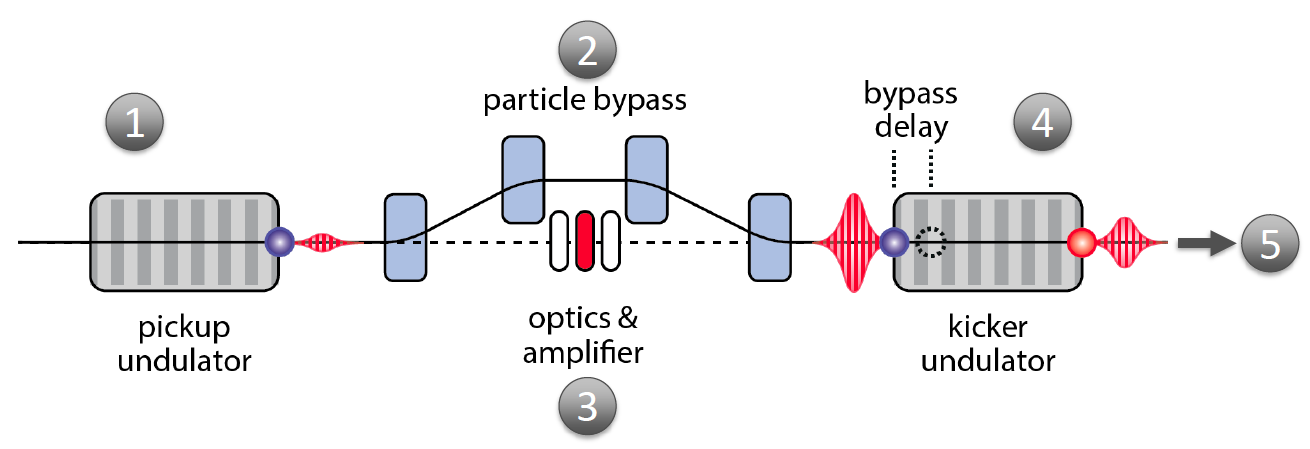 1
2
particle bypass
bypass
delay
4
pickup
undulator
optics &
amplifier
3
kicker
undulator
5